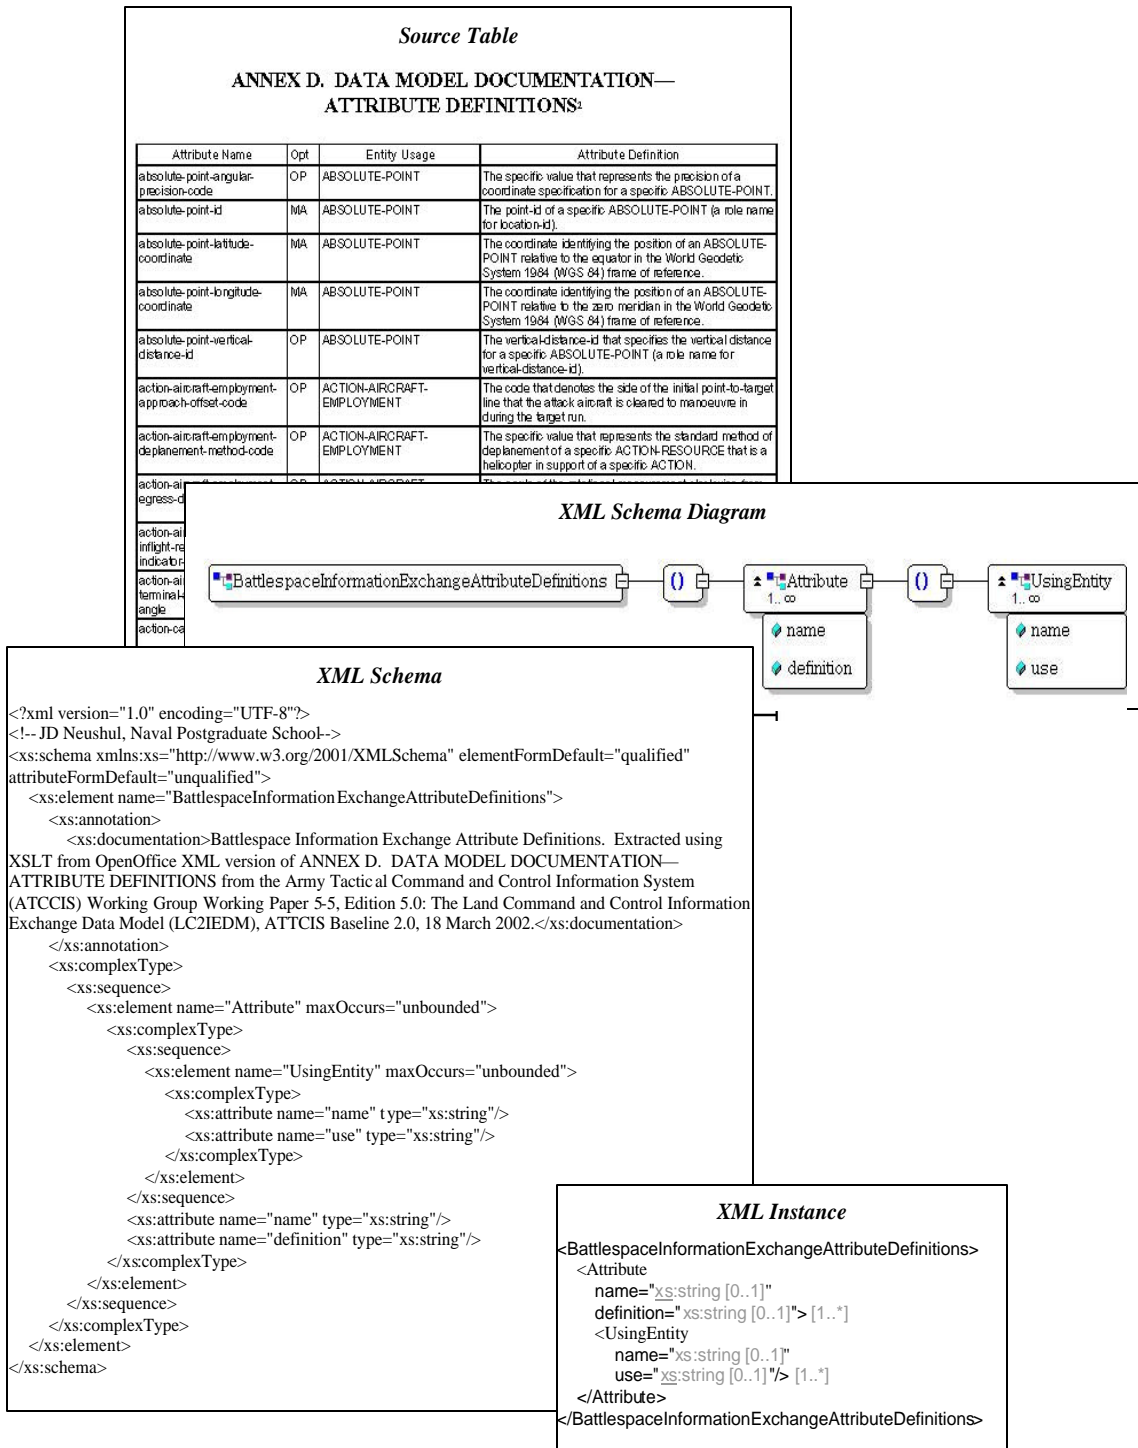 Source Table
ANNEX D. DATA MODEL DOCUMENTATION—
ATTRIBUTE DEFINITIONS²
Attribute Name Opt Entity Usage Attribute Definition
absolute-point-angular- OP ABSOLUTE-POINT The specific value that represents the precision of a
precision-code coordinate specification for a specific ABSOLUTE-POINT.
absolute-point-id MA ABSOLUTE-POINT The point-id of a specific ABSOLUTE-POINT (a role name
for location-id).
absolute-point-latitude- MA ABSOLUTE-POINT The coordinate identifying the position of an ABSOLUTE-
coordinate POINT relative to the equator in the World Geodetic
System 1984 (WGS 84) frame of reference.
absolute-point-longitude- MA ABSOLUTE-POINT The coordinate identifying the position of an ABSOLUTE-
coordinate POINT relative to the zero meridian in the World Geodetic
System 1984 (WGS 84) frame of reference.
absolute-point-vertical- OP ABSOLUTE-POINT The vertical-distance-id that specifies the vertical distance
distance-id for a specific ABSOLUTE-POINT (a role name for
vertical-distance-id).
action-aircraft-employment- OP ACTION-AIRCRAFT- The code that denotes the side of the initial point-to-target
approach-offset-code EMPLOYMENT line that the attack aircraft is cleared to manoeuvre in
during the target run.
action-aircraft-employment- OP ACTION-AIRCRAFT- The specific value that represents the standard method of
deplanement-method-code EMPLOYMENT deplanement of a specific ACTION-RESOURCE that is a
helicopter in support of a specific ACTION.
egress-d
action-ai
inflight-re
indicator-
action-ai
terminal-
angle
action-ca
XML Schema Diagram
BattlespaceInformationExchangeAttributeDefinitions () Attribute () UsingEntity
1..∞ 1..∞
name name
definition use
XML Schema
<?xml version="1.0" encoding="UTF-8"?>
<!-- JD Neushul, Naval Postgraduate School-->
<xs:schema xmlns:xs="http://www.w3.org/2001/XMLSchema" elementFormDefault="qualified"
attributeFormDefault="unqualified">
<xs:element name="BattlespaceInformationExchangeAttributeDefinitions">
<xs:annotation>
<xs:documentation>Battlespace Information Exchange Attribute Definitions. Extracted using
XSLT from OpenOffice XML version of ANNEX D. DATA MODEL DOCUMENTATION—
ATTRIBUTE DEFINITIONS from the Army Tactical Command and Control Information System
(ATCCIS) Working Group Working Paper 5-5, Edition 5.0: The Land Command and Control Information
Exchange Data Model (LC2IEDM), ATTCIS Baseline 2.0, 18 March 2002.</xs:documentation>
</xs:annotation>
<xs:complexType>
<xs:sequence>
<xs:element name="Attribute" maxOccurs="unbounded">
<xs:complexType>
<xs:sequence>
<xs:element name="UsingEntity" maxOccurs="unbounded">
<xs:complexType>
<xs:attribute name="name" type="xs:string"/>
<xs:attribute name="use" type="xs:string"/>
</xs:complexType>
</xs:element>
</xs:sequence>
<xs:attribute name="name" type="xs:string"/>
<xs:attribute name="definition" type="xs:string"/>
</xs:complexType>
</xs:element>
</xs:sequence>
</xs:complexType>
</xs:element>
</xs:schema>
XML Instance
<BattlespaceInformationExchangeAttributeDefinitions>
<Attribute
name="xs:string [0..1]"
definition="xs:string [0..1]"> [1..*]
<UsingEntity
name="xs:string [0..1]"
use="xs:string [0..1]"/> [1..*]
</Attribute>
</BattlespaceInformationExchangeAttributeDefinitions>